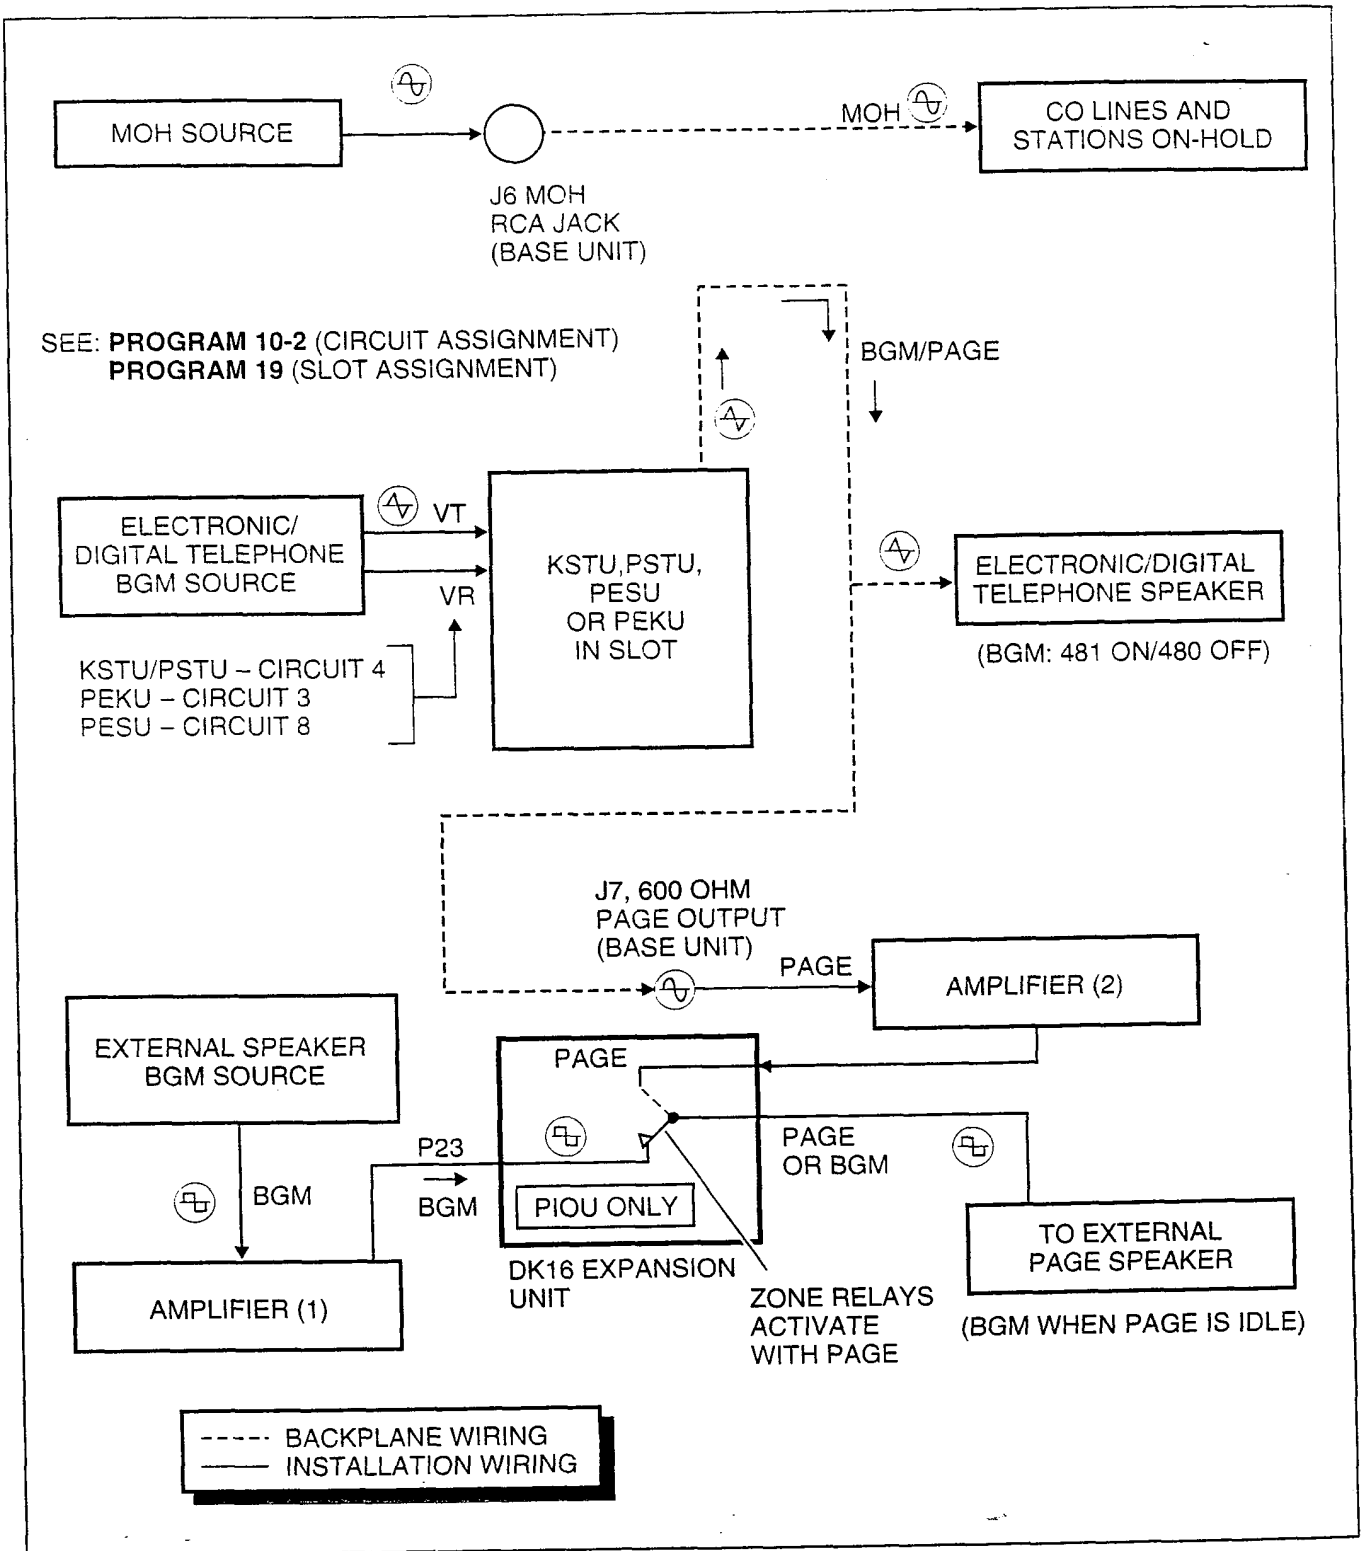 MOH SOURCE
MOH
CO LINES AND
STATIONS ON-HOLD
J6 MOH
RCA JACK
(BASE UNIT)
SEE: PROGRAM 10-2 (CIRCUIT ASSIGNMENT)
PROGRAM 19 (SLOT ASSIGNMENT)
BGM/PAGE
ELECTRONIC/
DIGITAL TELEPHONE
BGM SOURCE
VT
VR
KSTU,PSTU,
PESU
OR PEKU
IN SLOT
ELECTRONIC/DIGITAL
TELEPHONE SPEAKER
(BGM: 481 ON/480 OFF)
KSTU/PSTU – CIRCUIT 4
PEKU – CIRCUIT 3
PESU – CIRCUIT 8
J7, 600 OHM
PAGE OUTPUT
(BASE UNIT)
PAGE
AMPLIFIER (2)
EXTERNAL SPEAKER
BGM SOURCE
PAGE
P23
BGM
BGM
PIOU ONLY
PAGE
OR BGM
DK16 EXPANSION
UNIT
ZONE RELAYS
ACTIVATE
WITH PAGE
TO EXTERNAL
PAGE SPEAKER
(BGM WHEN PAGE IS IDLE)
AMPLIFIER (1)
BACKPLANE WIRING
INSTALLATION WIRING